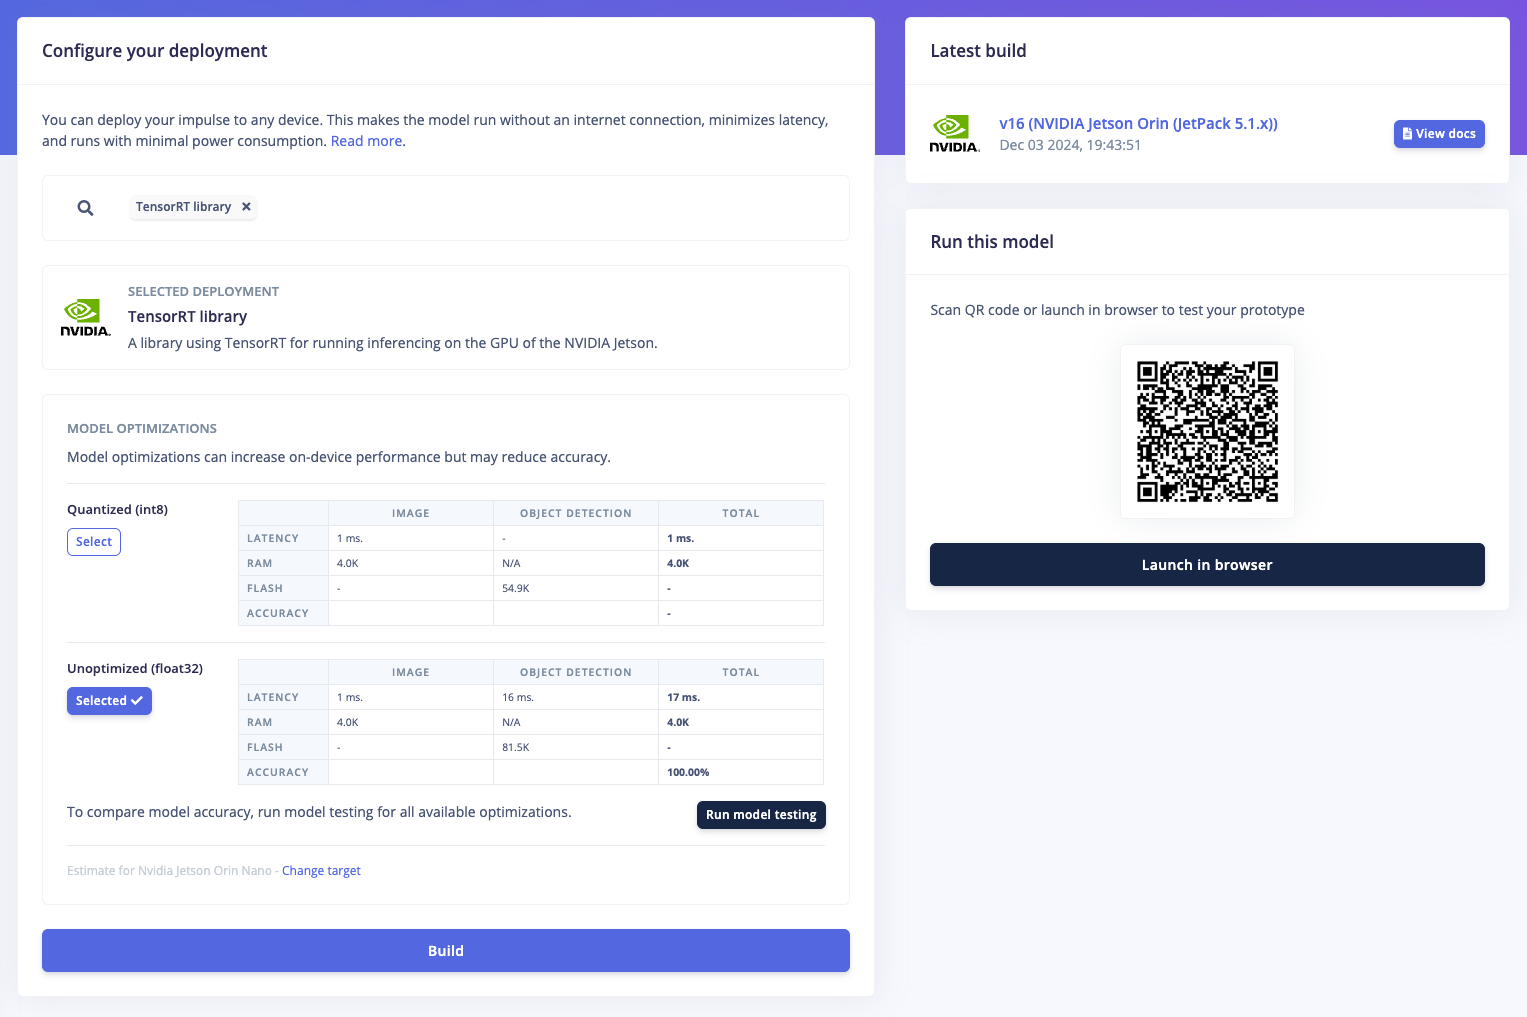 Configure your deployment
You can deploy your impulse to any device. This makes the model run without an internet connection, minimizes latency,
and runs with minimal power consumption. Read more.
TensorRT library ×
NVIDIA.
SELECTED DEPLOYMENT
TensorRT library
A library using TensorRT for running inferencing on the GPU of the NVIDIA Jetson.
MODEL OPTIMIZATIONS
Model optimizations can increase on-device performance but may reduce accuracy.
Quantized (int8)
Select
IMAGE OBJECT DETECTION TOTAL
LATENCY 1 ms. - 1 ms.
RAM 4.0K N/A 4.0K
FLASH - 54.9K -
ACCURACY -
Unoptimized (float32)
Selected ✓
IMAGE OBJECT DETECTION TOTAL
LATENCY 1 ms. 16 ms. 17 ms.
RAM 4.0K N/A 4.0K
FLASH - 81.5K -
ACCURACY 100.00%
To compare model accuracy, run model testing for all available optimizations.
Run model testing
Estimate for Nvidia Jetson Orin Nano - Change target
Build
Latest build
NVIDIA.
v16 (NVIDIA Jetson Orin (JetPack 5.1.x))
Dec 03 2024, 19:43:51
View docs
Run this model
Scan QR code or launch in browser to test your prototype
Launch in browser